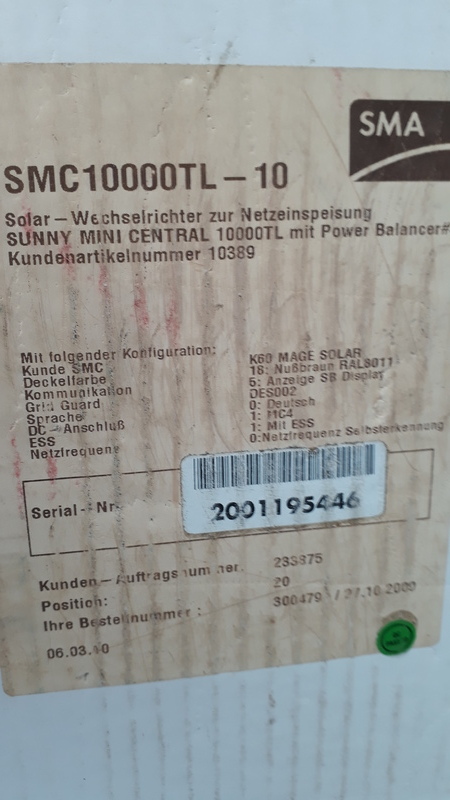 SMA
SMC10000TL-10
Solar-Wechselrichter zur Netzeinspeisung
SUNNY MINI CENTRAL 10000TL mit Power Balancer#
Kundenartikelnummer 10389
Mit folgender Konfiguration:
Kunde SMC K60 MAGE SOLAR
Deckelfarbe 18: Nußbraun RAL8011
Kommunikation 5: Anzeige SB Display
Grid Guard DES002
Sprache 0: Deutsch
DC-Anschluß 1: MC4
ESS 1: Mit ESS
Netzfrequenz 0:Netzfrequenz Selbsterkennung
Serial-Nr. 2001195446
Kunden-Auftragsnummer: 233875
Position: 20
Ihre Bestellnummer: 300479 / 27.10.2009
06.03.10